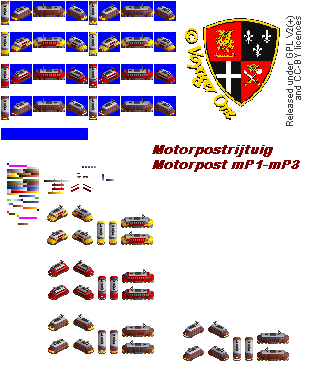 © Voyager One
Released under GPL V2(+)
and CC-BY licences
Motorpostrijtuig
Motorpost mP1-mP3